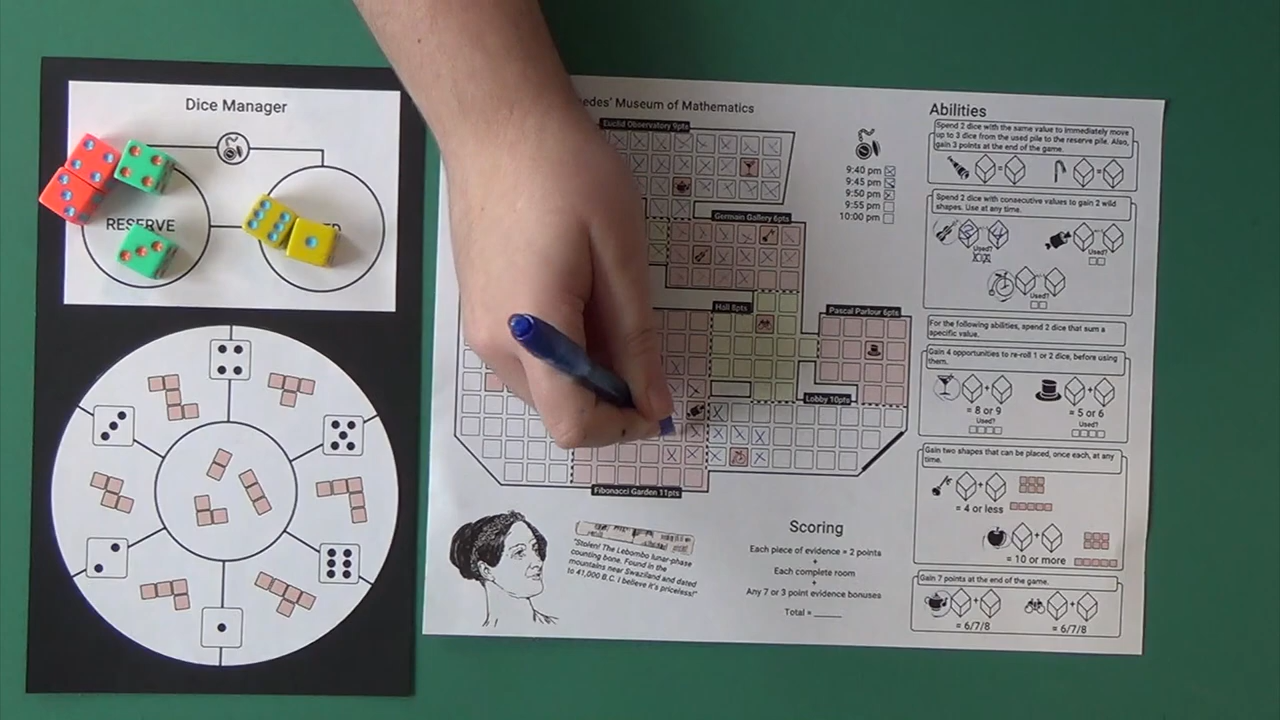 Dice Manager
RESERVE
edes' Museum of Mathematics
Euclid Observatory 9pts
Germain Gallery 6pts
Hall 8pts
Pascal Parlour 6pts
Lobby 10pts
Fibonacci Garden 11pts
9:40 pm
9:45 pm
9:50 pm
9:55 pm
10:00 pm
"Stolen! The Lebombo lunar-phase
counting bone. Found in the
mountains near Swaziland and dated
to 41,000 B.C. I believe it's priceless!"
Scoring
Each piece of evidence = 2 points
+
Each complete room
+
Any 7 or 3 point evidence bonuses
Total = ______
Abilities
Spend 2 dice with the same value to immediately move
up to 3 dice from the used pile to the reserve pile. Also,
gain 3 points at the end of the game.
= =
Spend 2 dice with consecutive values to gain 2 wild
shapes. Use at any time.
3 4
Used? Used?
Used?
For the following abilities, spend 2 dice that sum a
specific value.
Gain 4 opportunities to re-roll 1 or 2 dice, before using
them.
+ +
= 8 or 9 = 5 or 6
Used? Used?
Gain two shapes that can be placed, once each, at any
time.
+
= 4 or less
+
= 10 or more
Gain 7 points at the end of the game.
+ +
= 6/7/8 = 6/7/8